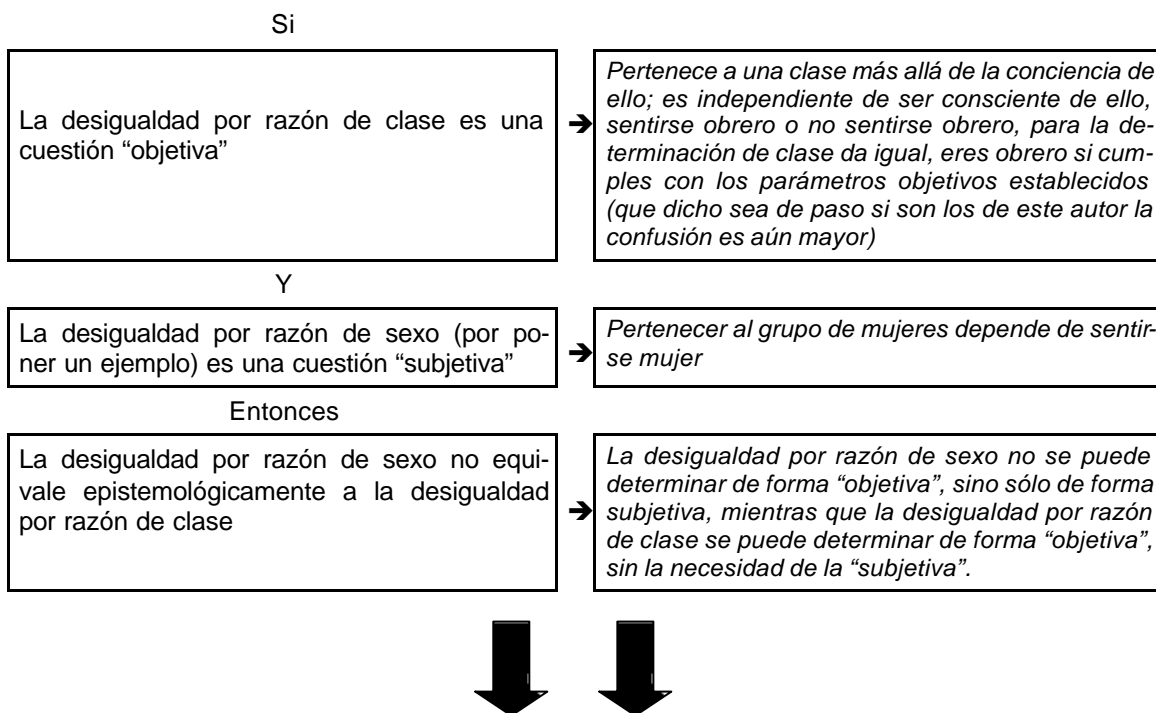 Si
La desigualdad por razón de clase es una
cuestión “objetiva”
➔
Pertenece a una clase más allá de la conciencia de
ello; es independiente de ser consciente de ello,
sentirse obrero o no sentirse obrero, para la de-
terminación de clase da igual, eres obrero si cum-
ples con los parámetros objetivos establecidos
(que dicho sea de paso si son los de este autor la
confusión es aún mayor)
Y
La desigualdad por razón de sexo (por po-
ner un ejemplo) es una cuestión “subjetiva”
➔
Pertenecer al grupo de mujeres depende de sentir-
se mujer
Entonces
La desigualdad por razón de sexo no equi-
vale epistemológicamente a la desigualdad
por razón de clase
➔
La desigualdad por razón de sexo no se puede
determinar de forma “objetiva”, sino sólo de forma
subjetiva, mientras que la desigualdad por razón
de clase se puede determinar de forma “objetiva”,
sin la necesidad de la “subjetiva”.